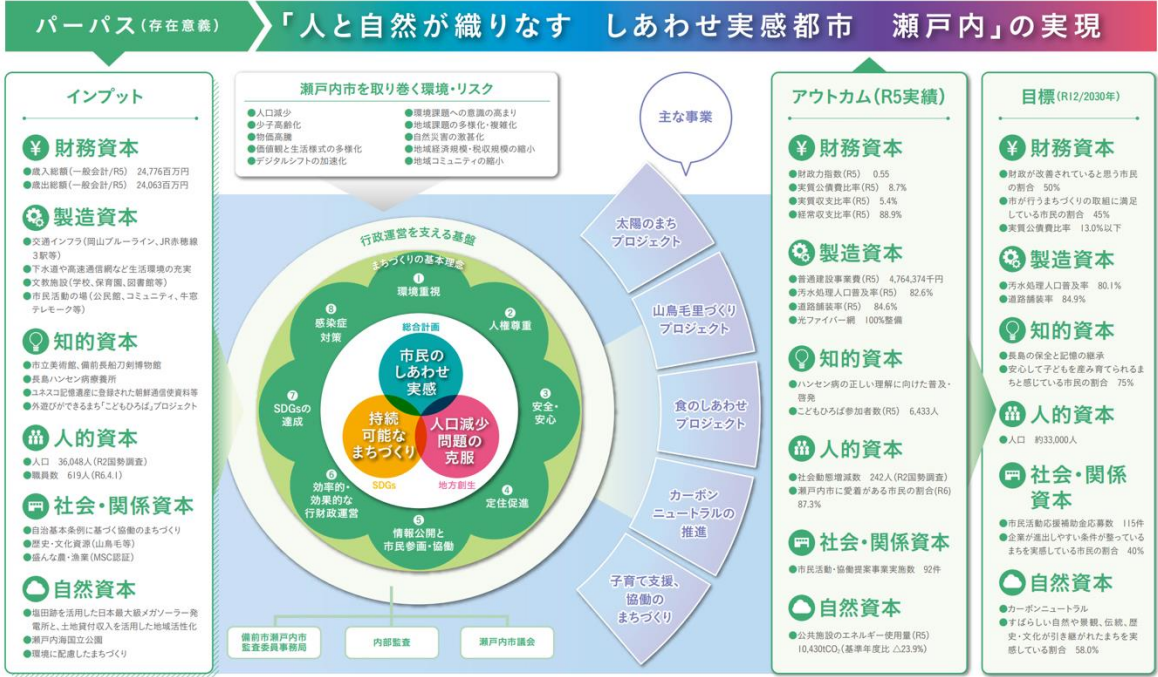 パーパス(存在意義)
「人と自然が織りなす しあわせ実感都市 瀬戸内」の実現
インプット
財務資本
●歳入総額(一般会計/R5) 24,776百万円
●歳出総額(一般会計/R5) 24,063百万円
製造資本
●交通インフラ(岡山ブルーライン、JR赤穂線
3駅等)
●下水道や高速通信網など生活環境の充実
●文教施設(学校、保育園、図書館等)
●市民活動の場(公民館、コミュニティ、牛窓
テレモーク等)
知的資本
●市立美術館、備前長船刀剣博物館
●長島ハンセン病療養所
●ユネスコ記憶遺産に登録された朝鮮通信使資料等
●外遊びができるまち「こどもひろば」プロジェクト
人的資本
●人口 36,048人(R2国勢調査)
●職員数 619人(R6.4.1)
社会・関係資本
●自治基本条例に基づく協働のまちづくり
●歴史・文化資源(山鳥毛等)
●盛んな農・漁業(MSC認証)
自然資本
●塩田跡を活用した日本最大級メガソーラー発
電所と、土地貸付収入を活用した地域活性化
●瀬戸内海国立公園
●環境に配慮したまちづくり
瀬戸内市を取り巻く環境・リスク
●人口減少
●少子高齢化
●物価高騰
●価値観と生活様式の多様化
●デジタルシフトの加速化
●環境課題への意識の高まり
●地域課題の多様化・複雑化
●自然災害の激甚化
●地域経済規模・税収規模の縮小
●地域コミュニティの縮小
行政運営を支える基盤
まちづくりの基本理念
❶
環境重視
❷
人権尊重
❸
安全・
安心
❹
定住促進
❺
情報公開と
市民参画・協働
❻
効率的・
効果的な
行財政運営
❼
SDGsの
達成
❽
感染症
対策
総合計画
市民の
しあわせ
実感
持続
可能な
まちづくり
SDGs
人口減少
問題の
克服
地方創生
備前市瀬戸内市
監査委員事務局
内部監査
瀬戸内市議会
主な事業
太陽のまち
プロジェクト
山鳥毛里づくり
プロジェクト
食のしあわせ
プロジェクト
カーボン
ニュートラルの
推進
子育て支援、
協働の
まちづくり
アウトカム(R5実績)
財務資本
●財政力指数(R5) 0.55
●実質公債費比率(R5) 8.7%
●実質収支比率(R5) 5.4%
●経常収支比率(R5) 88.9%
製造資本
●普通建設事業費(R5) 4,764,374千円
●汚水処理人口普及率(R5) 82.6%
●道路舗装率(R5) 84.6%
●光ファイバー網 100%整備
知的資本
●ハンセン病の正しい理解に向けた普及・
啓発
●こどもひろば参加者数(R5) 6,433人
人的資本
●社会動態増減数 242人(R2国勢調査)
●瀬戸内市に愛着がある市民の割合(R6)
87.3%
社会・関係資本
●市民活動・協働提案事業実施数 92件
自然資本
●公共施設のエネルギー使用量(R5)
10,430tCO₂(基準年度比 △23.9%)
目標(R12/2030年)
財務資本
●財政が改善されていると思う市民
の割合 50%
●市が行うまちづくりの取組に満足
している市民の割合 45%
●実質公債費比率 13.0%以下
製造資本
●汚水処理人口普及率 80.1%
●道路舗装率 84.9%
知的資本
●長島の保全と記憶の継承
●安心して子どもを産み育てられるま
ちと感じている市民の割合 75%
人的資本
●人口 約33,000人
社会・関係
資本
●市民活動応援補助金応募数 115件
●企業が進出しやすい条件が整っている
まちを実感している市民の割合 40%
自然資本
●カーボンニュートラル
●すばらしい自然や景観、伝統、歴
史・文化が引き継がれたまちを実
感している割合 58.0%